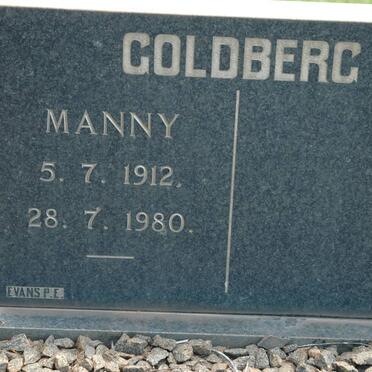 GOLDBERG
MANNY
5. 7. 1912.
28. 7. 1980.
EVANS P.E.